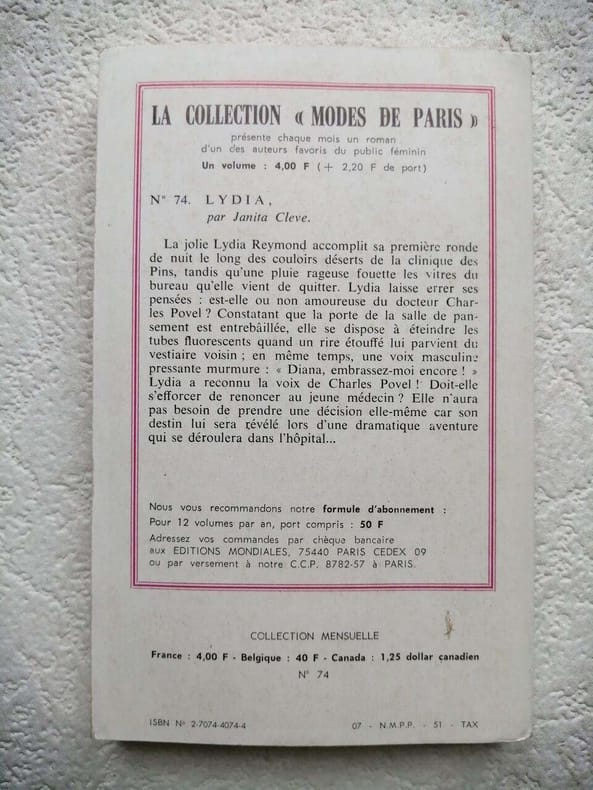 LA COLLECTION « MODES DE PARIS »
présente chaque mois un roman
d'un des auteurs favoris du public féminin
Un volume : 4,00 F (+ 2,20 F de port)
N° 74. LYDIA,
par Janita Cleve.
La jolie Lydia Reymond accomplit sa première ronde
de nuit le long des couloirs déserts de la clinique des
Pins, tandis qu'une pluie rageuse fouette les vitres du
bureau qu'elle vient de quitter. Lydia laisse errer ses
pensées : est-elle ou non amoureuse du docteur Char-
les Povel ? Constatant que la porte de la salle de pan-
sement est entrebâillée, elle se dispose à éteindre les
tubes fluorescents quand un rire étouffé lui parvient du
vestiaire voisin ; en même temps, une voix masculine
pressante murmure : « Diana, embrassez-moi encore ! »
Lydia a reconnu la voix de Charles Povel ! Doit-elle
s'efforcer de renoncer au jeune médecin ? Elle n'aura
pas besoin de prendre une décision elle-même car son
destin lui sera révélé lors d'une dramatique aventure
qui se déroulera dans l'hôpital...
Nous vous recommandons notre formule d'abonnement :
Pour 12 volumes par an, port compris : 50 F
Adressez vos commandes par chèque bancaire
aux EDITIONS MONDIALES, 75440 PARIS CEDEX 09
ou par versement à notre C.C.P. 8782-57 à PARIS.
COLLECTION MENSUELLE
France : 4,00 F - Belgique : 40 F - Canada : 1,25 dollar canadien
N° 74
ISBN N° 2-7074-4074-4 07 - N.M.P.P. - 51 - TAX